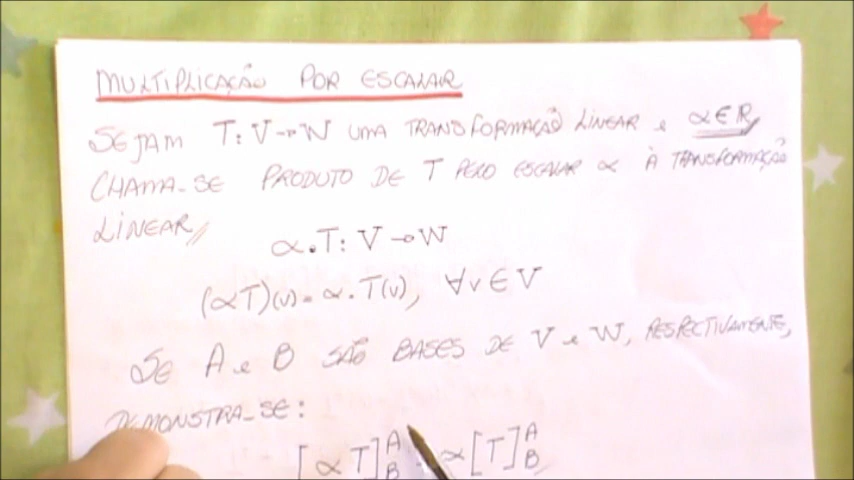 MULTIPLICAÇÃO POR ESCALAR
SEJAM T: V→W UMA TRANSFORMAÇÃO LINEAR e α∈R,
CHAMA-SE PRODUTO DE T PELO ESCALAR α À TRANSFORMAÇÃO
LINEAR,
α.T: V→W
(αT)(v) = α.T(v), ∀v∈V
SE A e B SÃO BASES DE V e W, RESPECTIVAMENTE,
DEMONSTRA-SE:
[αT]^A_B = α[T]^A_B